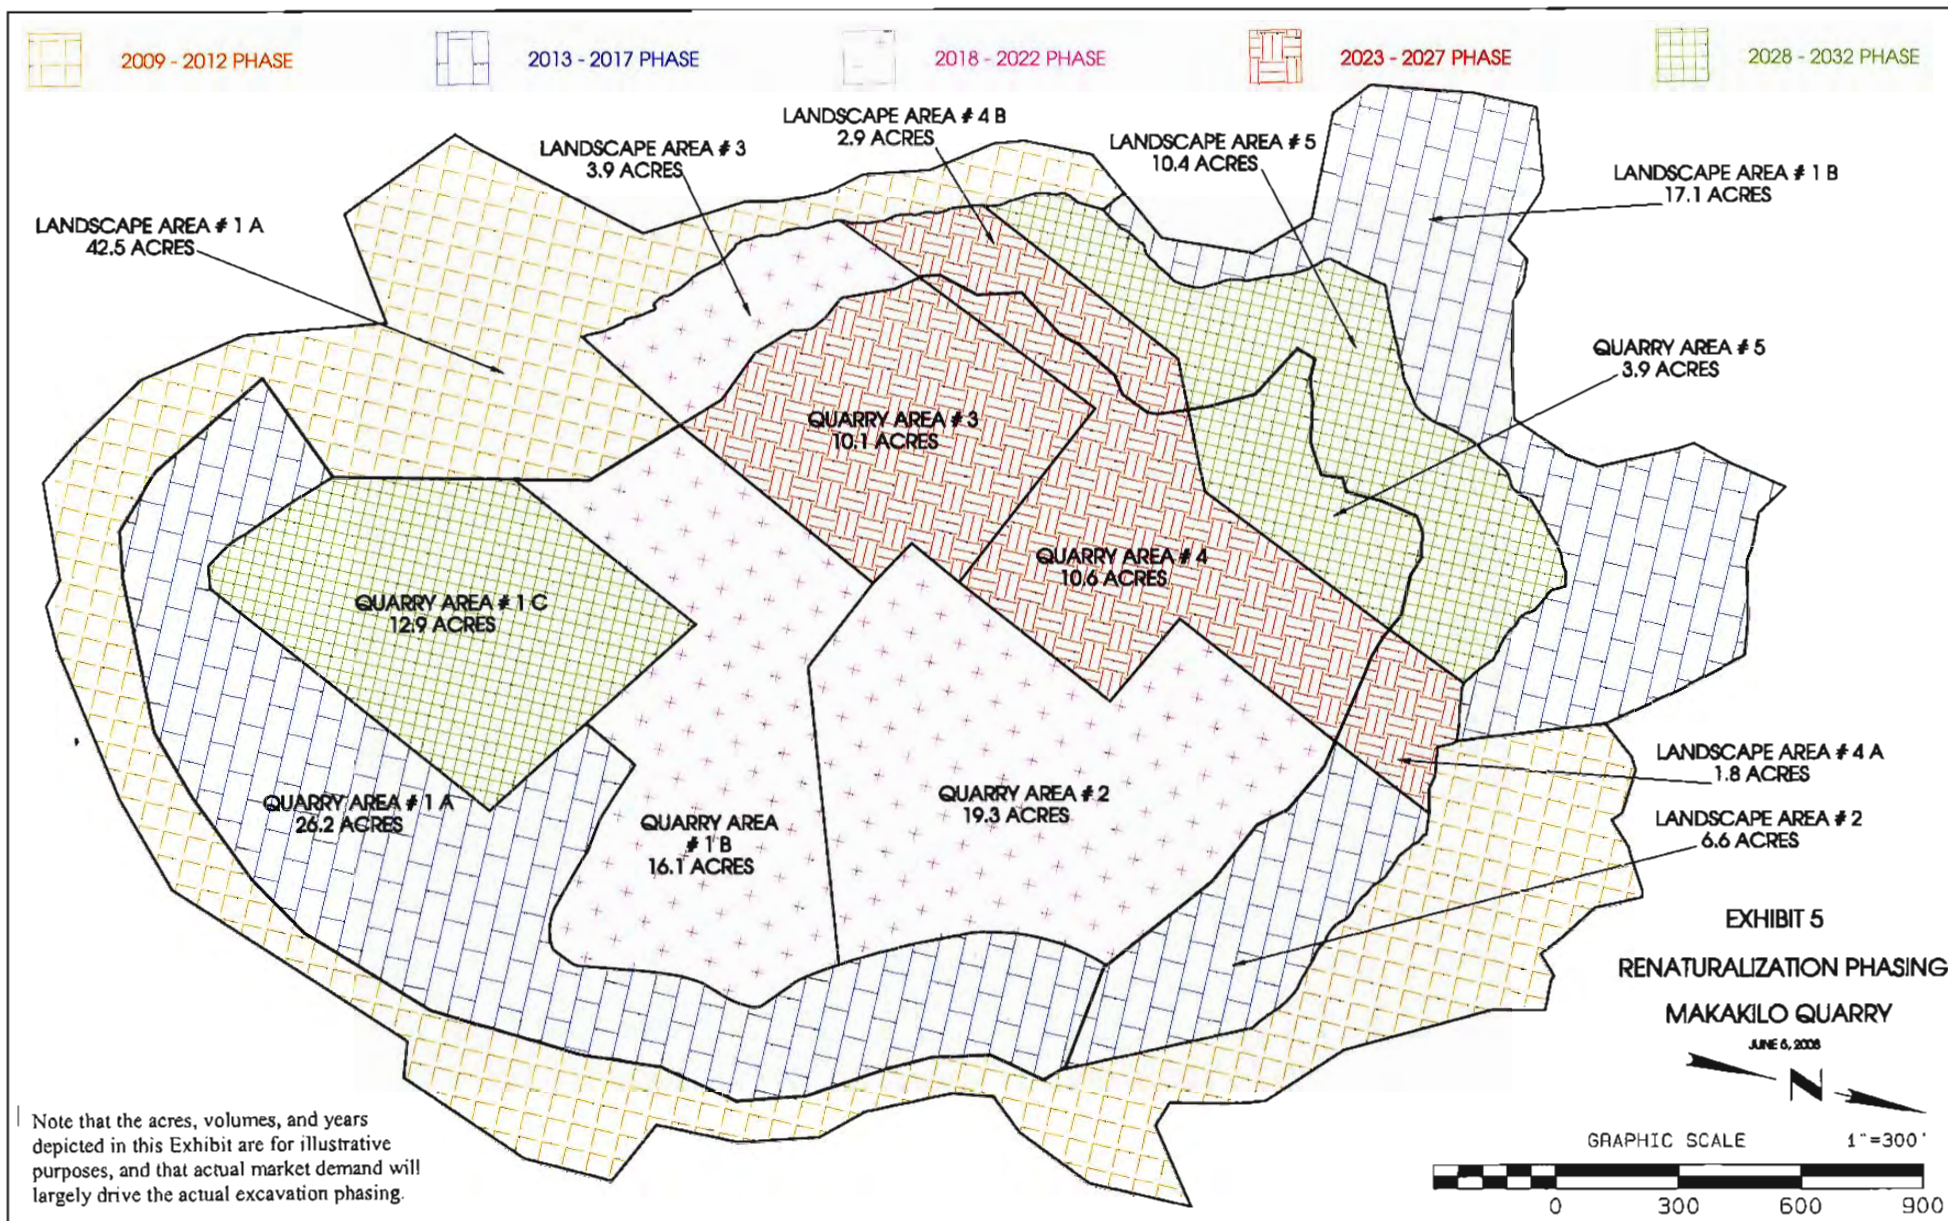 2009 - 2012 PHASE
2013 - 2017 PHASE
2018 - 2022 PHASE
2023 - 2027 PHASE
2028 - 2032 PHASE
LANDSCAPE AREA # 4 B
2.9 ACRES
LANDSCAPE AREA # 3
3.9 ACRES
LANDSCAPE AREA # 5
10.4 ACRES
LANDSCAPE AREA # 1 B
17.1 ACRES
LANDSCAPE AREA # 1 A
42.5 ACRES
QUARRY AREA # 5
3.9 ACRES
QUARRY AREA # 3
10.1 ACRES
QUARRY AREA # 4
10.6 ACRES
QUARRY AREA # 1 C
12.9 ACRES
LANDSCAPE AREA # 4 A
1.8 ACRES
QUARRY AREA # 1 A
26.2 ACRES
QUARRY AREA # 2
19.3 ACRES
QUARRY AREA
# 1 B
16.1 ACRES
LANDSCAPE AREA # 2
6.6 ACRES
EXHIBIT 5
RENATURALIZATION PHASING
MAKAKILO QUARRY
JUNE 6, 2008
N
Note that the acres, volumes, and years
depicted in this Exhibit are for illustrative
purposes, and that actual market demand will
largely drive the actual excavation phasing.
GRAPHIC SCALE 1"=300'
0 300 600 900